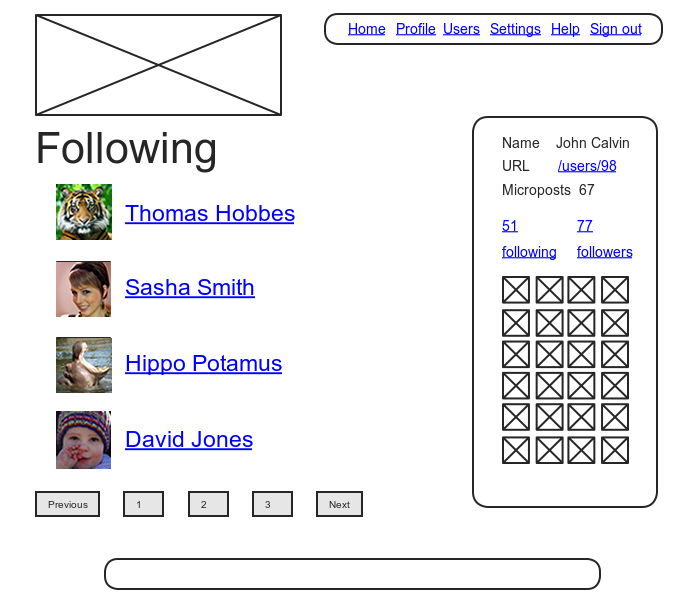 Home Profile Users Settings Help Sign out
Following
Thomas Hobbes
Sasha Smith
Hippo Potamus
David Jones
Previous 1 2 3 Next
Name John Calvin
URL /users/98
Microposts 67
51 77
following followers